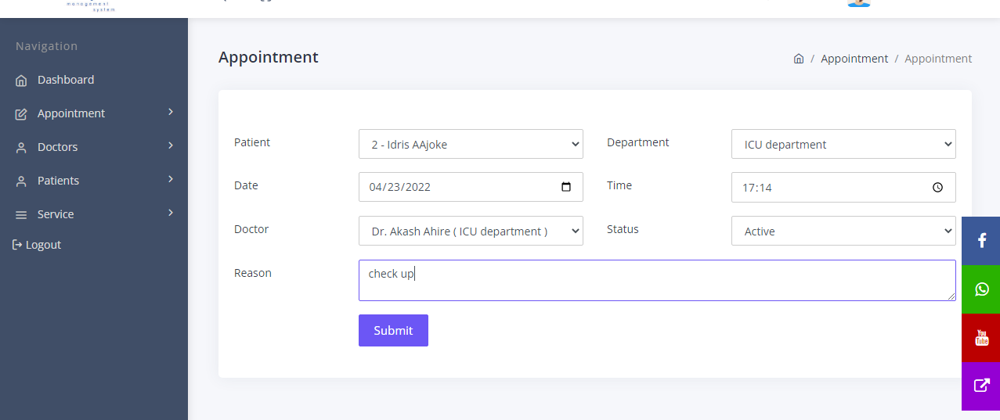 management
system
Navigation
Appointment
/ Appointment / Appointment
Dashboard
Appointment
Doctors
Patients
Service
Logout
Patient
2 - Idris AAjoke
Department
ICU department
Date
04/23/2022
Time
17:14
Doctor
Dr. Akash Ahire ( ICU department )
Status
Active
Reason
check up
Submit
You
Tube